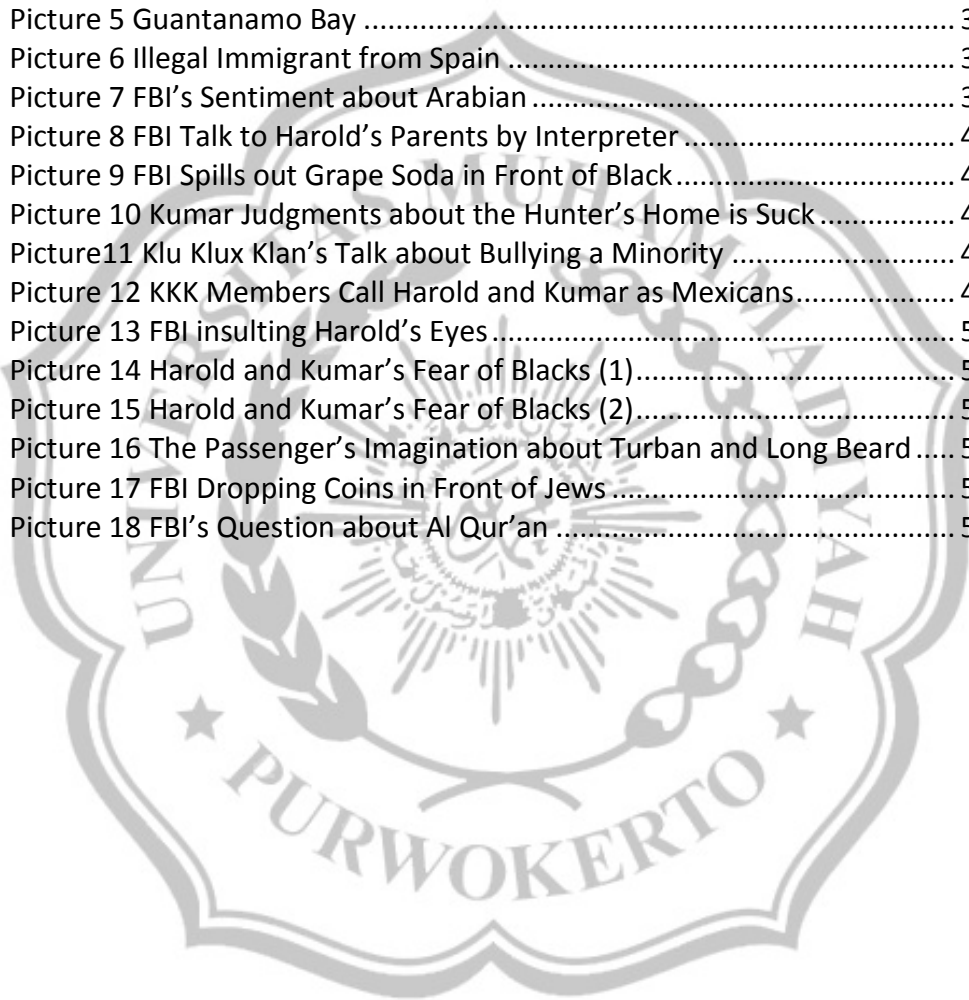 Picture 5 Guantanamo Bay ........................................................................ 3
Picture 6 Illegal Immigrant from Spain ...................................................... 3
Picture 7 FBI’s Sentiment about Arabian ................................................... 3
Picture 8 FBI Talk to Harold’s Parents by Interpreter ................................ 4
Picture 9 FBI Spills out Grape Soda in Front of Black ................................. 4
Picture 10 Kumar Judgments about the Hunter’s Home is Suck ................ 4
Picture11 Klu Klux Klan’s Talk about Bullying a Minority ........................... 4
Picture 12 KKK Members Call Harold and Kumar as Mexicans ................... 4
Picture 13 FBI insulting Harold’s Eyes ........................................................ 5
Picture 14 Harold and Kumar’s Fear of Blacks (1) ...................................... 5
Picture 15 Harold and Kumar’s Fear of Blacks (2) ...................................... 5
Picture 16 The Passenger’s Imagination about Turban and Long Beard ..... 5
Picture 17 FBI Dropping Coins in Front of Jews ......................................... 5
Picture 18 FBI’s Question about Al Qur’an ................................................ 5
UNIVERSITAS MUHAMMADIYAH
PURWOKERTO